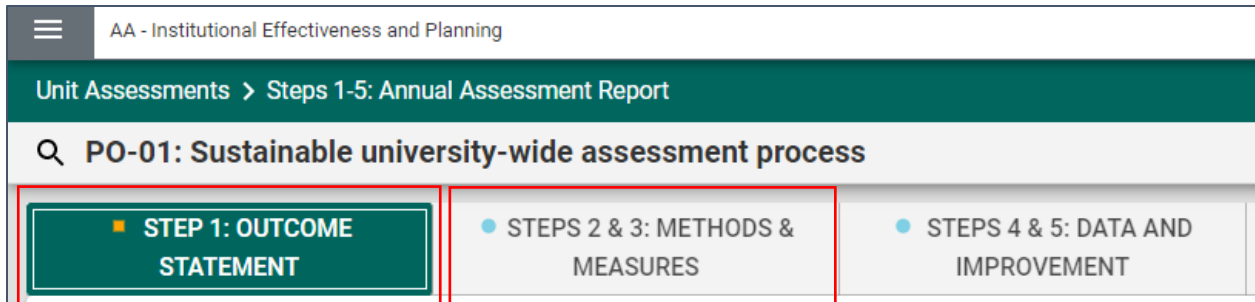 AA - Institutional Effectiveness and Planning
Unit Assessments > Steps 1-5: Annual Assessment Report
PO-01: Sustainable university-wide assessment process
STEP 1: OUTCOME
STATEMENT
STEPS 2 & 3: METHODS &
MEASURES
STEPS 4 & 5: DATA AND
IMPROVEMENT